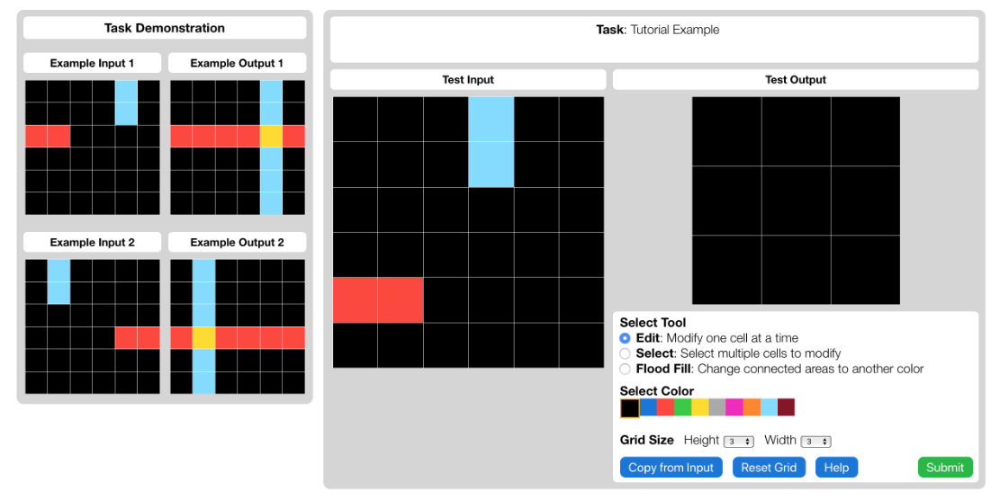 Task Demonstration
Example Input 1
Example Output 1
Example Input 2
Example Output 2
Task: Tutorial Example
Test Input
Test Output
Select Tool
Edit: Modify one cell at a time
Select: Select multiple cells to modify
Flood Fill: Change connected areas to another color
Select Color
Grid Size Height 3 Width 3
Copy from Input Reset Grid Help Submit